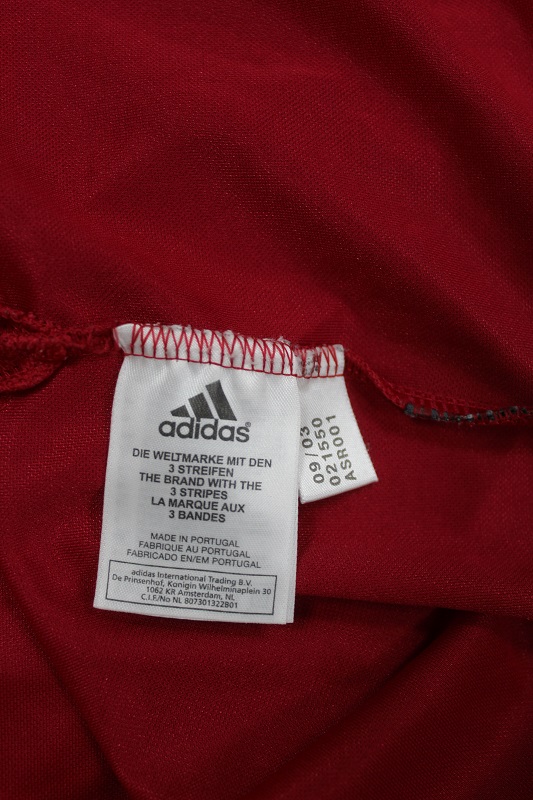 adidas
DIE WELTMARKE MIT DEN
3 STREIFEN
THE BRAND WITH THE
3 STRIPES
LA MARQUE AUX
3 BANDES
MADE IN PORTUGAL
FABRIQUE AU PORTUGAL
FABRICADO EN/EM PORTUGAL
adidas International Trading B.V.
De Prinsenhof, Konigin Wilhelminaplein 30
1062 KR Amsterdam, NL
C.I.F/No NL 807301322B01
09/03
021550
ASR001